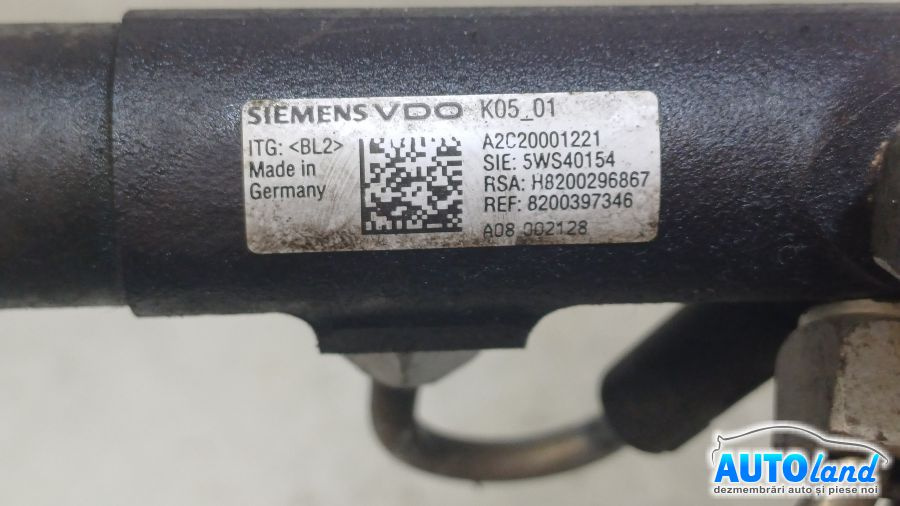 SIEMENS VDO K05_01
ITG: <BL2>
Made in
Germany
A2C20001221
SIE: 5WS40154
RSA: H8200296867
REF: 8200397346
A08 002128
AUTOland
dezmembrări auto și piese noi